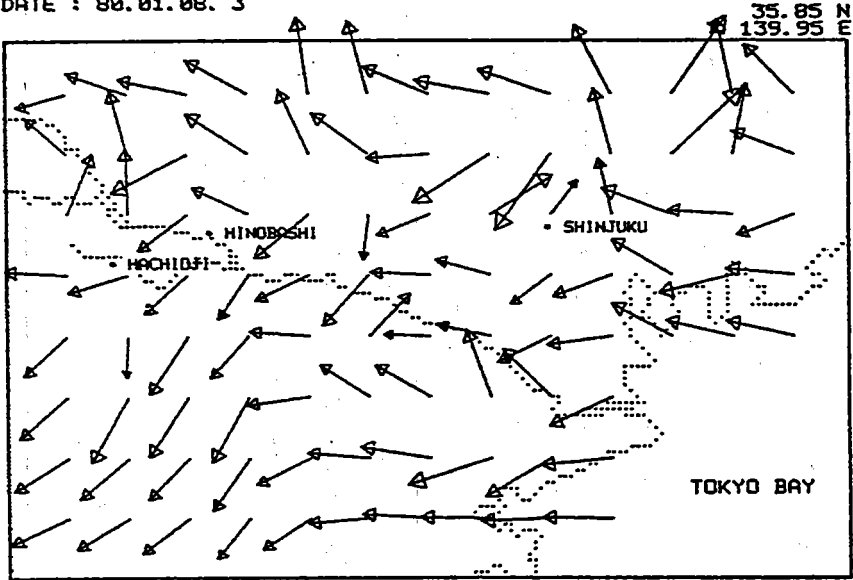 DATE : 80.01.08. 3
35.85 N
139.95 E
HINOBASHI
SHINJUKU
HACHIOJI
TOKYO BAY